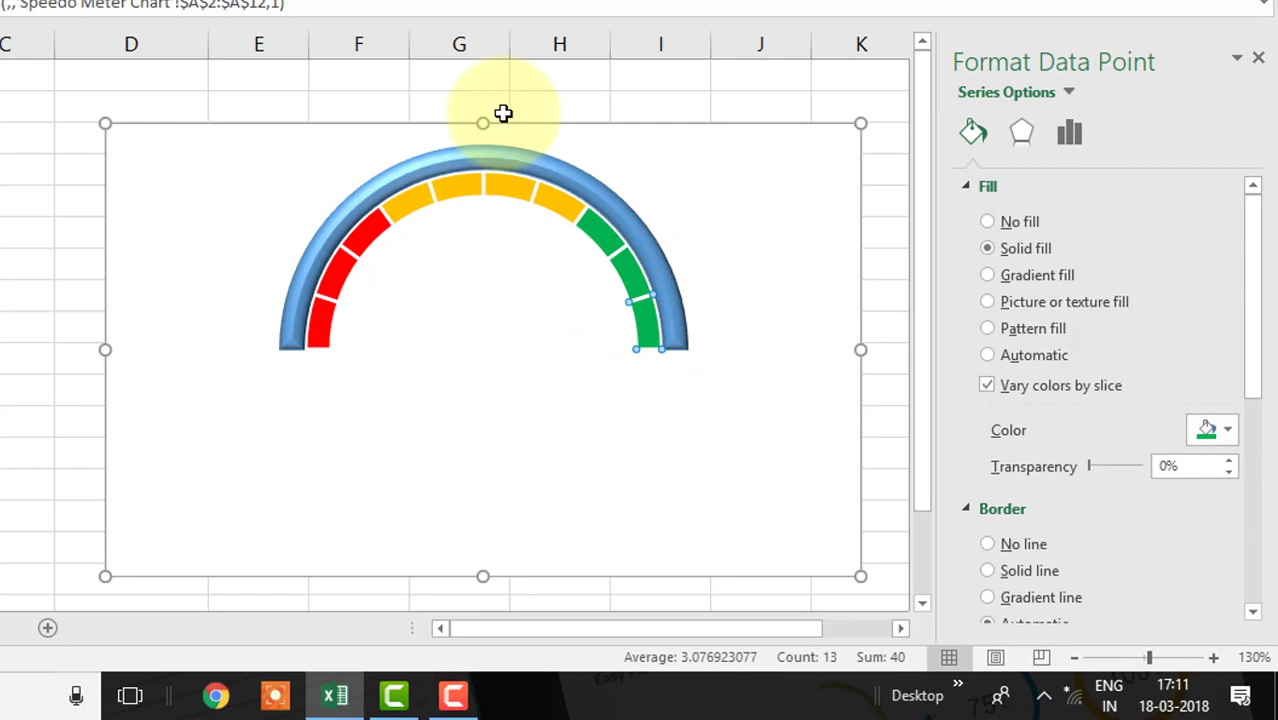 (,,'Speedo Meter Chart'!$A$2:$A$12,1)
C D E F G H I J K
Format Data Point
Series Options
Fill
No fill
Solid fill
Gradient fill
Picture or texture fill
Pattern fill
Automatic
Vary colors by slice
Color
Transparency 0%
Border
No line
Solid line
Gradient line
Automatic
Average: 3.076923077 Count: 13 Sum: 40 130%
Desktop
ENG
IN
17:11
18-03-2018